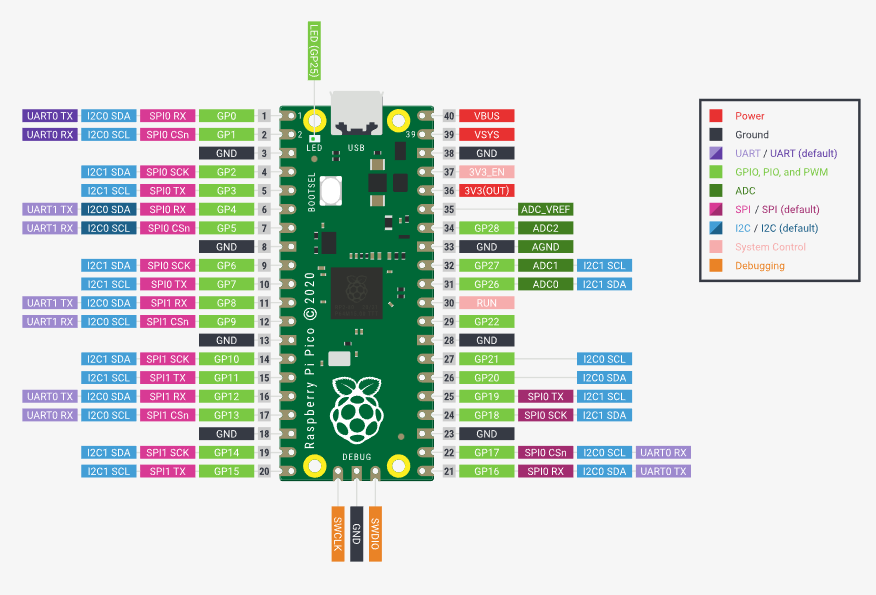 LED (GP25)
UART0 TX I2C0 SDA SPI0 RX GP0 1 1 40 VBUS
UART0 RX I2C0 SCL SPI0 CSn GP1 2 2 39 39 VSYS
GND 3 LED USB 38 GND
I2C1 SDA SPI0 SCK GP2 4 37 3V3_EN
I2C1 SCL SPI0 TX GP3 5 BOOTSEL 36 3V3(OUT)
UART1 TX I2C0 SDA SPI0 RX GP4 6 35 ADC_VREF
UART1 RX I2C0 SCL SPI0 CSn GP5 7 34 GP28 ADC2
GND 8 33 GND AGND
I2C1 SDA SPI0 SCK GP6 9 32 GP27 ADC1 I2C1 SCL
I2C1 SCL SPI0 TX GP7 10 31 GP26 ADC0 I2C1 SDA
UART1 TX I2C0 SDA SPI1 RX GP8 11 30 RUN
UART1 RX I2C0 SCL SPI1 CSn GP9 12 29 GP22
GND 13 28 GND
I2C1 SDA SPI1 SCK GP10 14 27 GP21 I2C0 SCL
I2C1 SCL SPI1 TX GP11 15 26 GP20 I2C0 SDA
UART0 TX I2C0 SDA SPI1 RX GP12 16 25 GP19 SPI0 TX I2C1 SCL
UART0 RX I2C0 SCL SPI1 CSn GP13 17 24 GP18 SPI0 SCK I2C1 SDA
GND 18 23 GND
I2C1 SDA SPI1 SCK GP14 19 22 GP17 SPI0 CSn I2C0 SCL UART0 RX
I2C1 SCL SPI1 TX GP15 20 21 GP16 SPI0 RX I2C0 SDA UART0 TX
Raspberry Pi Pico © 2020
DEBUG
SWCLK GND SWDIO
Power
Ground
UART / UART (default)
GPIO, PIO, and PWM
ADC
SPI / SPI (default)
I2C / I2C (default)
System Control
Debugging